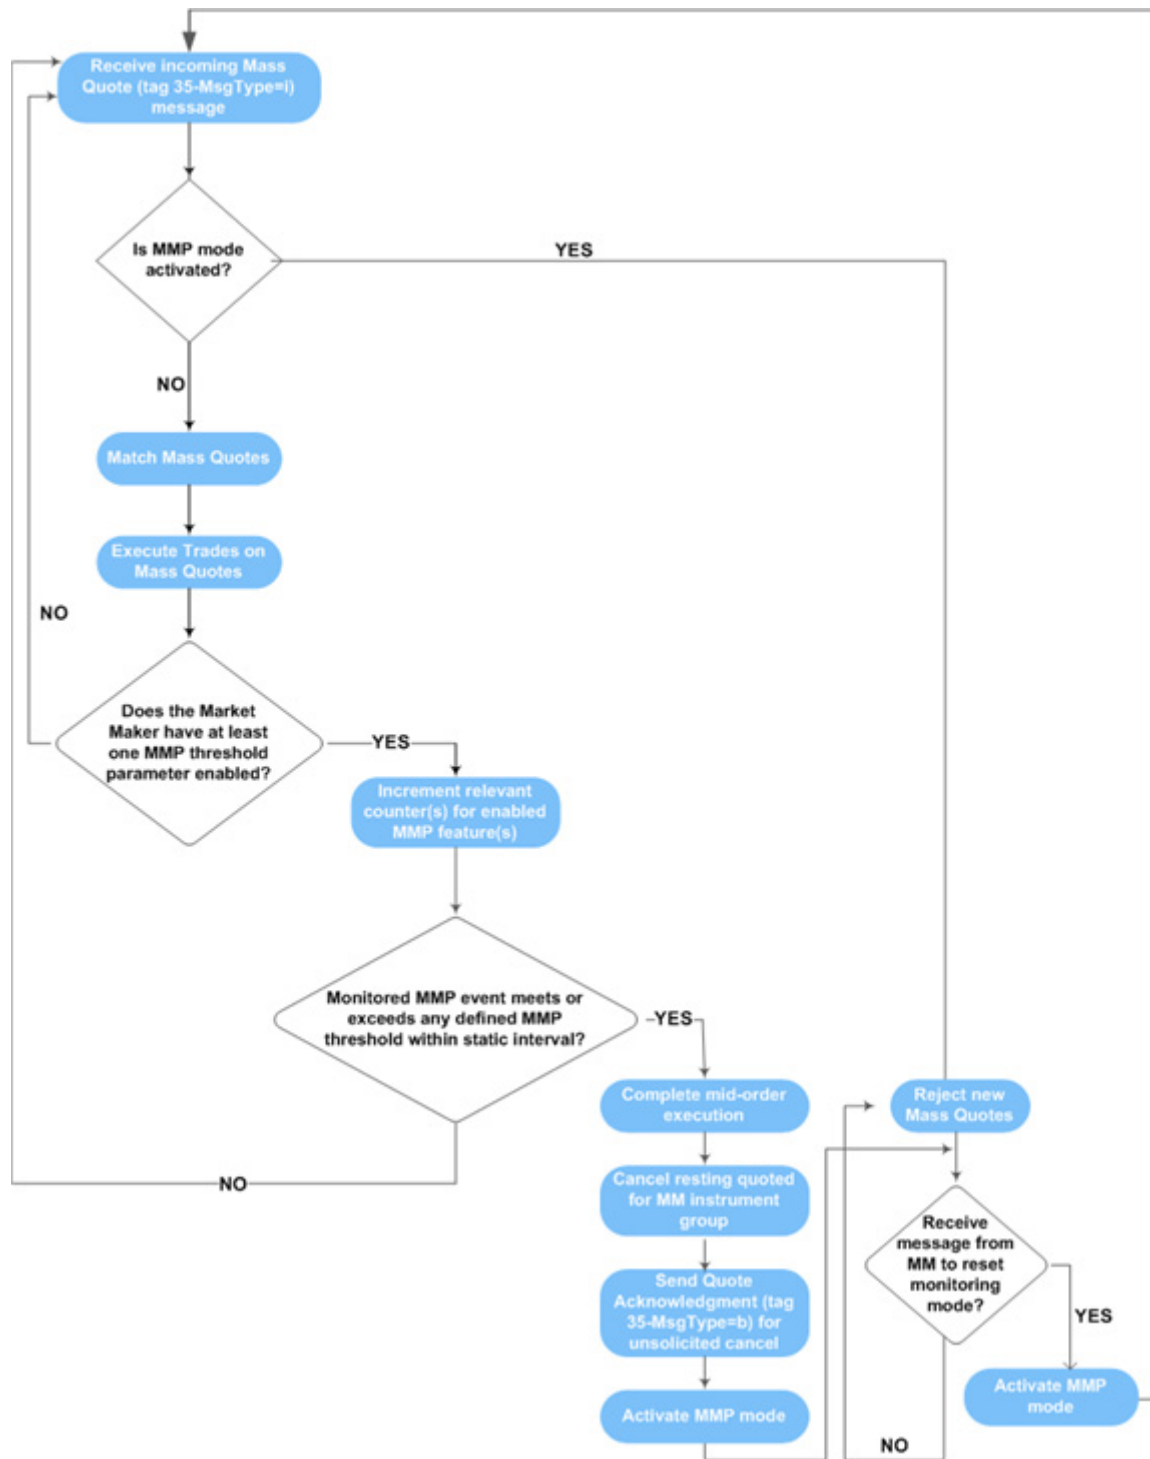 Receive incoming Mass
Quote (tag 35-MsgType=i)
message
Is MMP mode
activated?
YES
NO
Match Mass Quotes
Execute Trades on
Mass Quotes
NO
Does the Market
Maker have at least
one MMP threshold
parameter enabled?
YES
Increment relevant
counter(s) for enabled
MMP feature(s)
Monitored MMP event meets or
exceeds any defined MMP
threshold within static interval?
YES
NO
Complete mid-order
execution
Cancel resting quoted
for MM instrument
group
Send Quote
Acknowledgment (tag
35-MsgType=b) for
unsolicited cancel
Activate MMP mode
Reject new
Mass Quotes
Receive
message from
MM to reset
monitoring
mode?
YES
Activate MMP
mode
NO